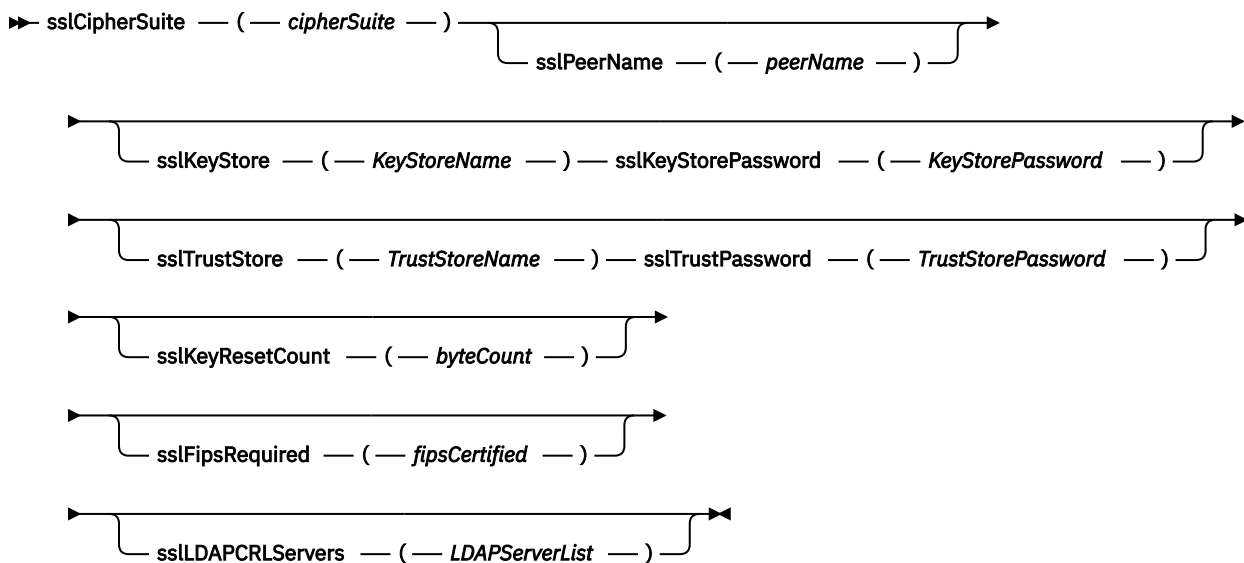 sslCipherSuite ( cipherSuite )
sslPeerName ( peerName )
sslKeyStore ( KeyStoreName ) sslKeyStorePassword ( KeyStorePassword )
sslTrustStore ( TrustStoreName ) sslTrustPassword ( TrustStorePassword )
sslKeyResetCount ( byteCount )
sslFipsRequired ( fipsCertified )
sslLDAPCRLServers ( LDAPServerList )